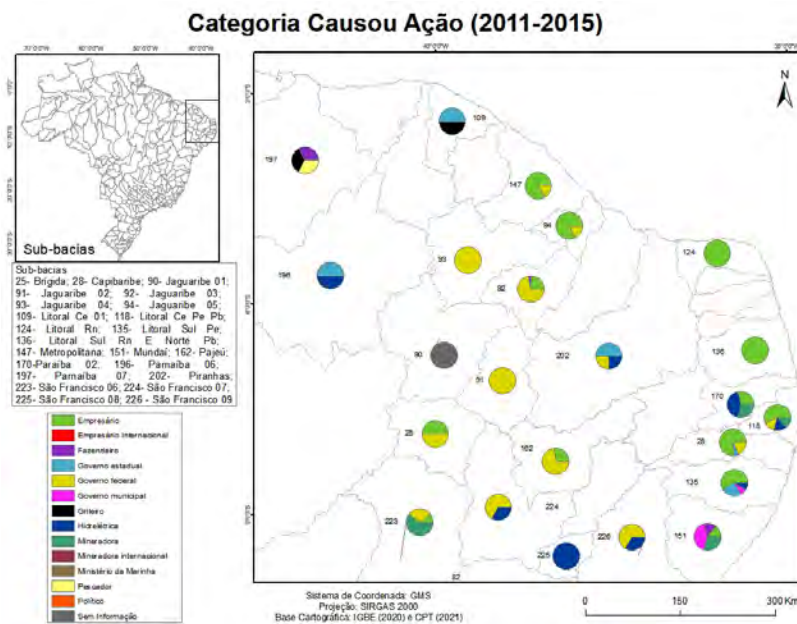 Categoria Causou Ação (2011-2015)
N
Sub-bacias
Sub-bacias
25- Brígida; 28- Capibaribe; 90- Jaguaribe 01;
91- Jaguaribe 02; 92- Jaguaribe 03;
93- Jaguaribe 04; 94- Jaguaribe 05;
109- Litoral Ce 01; 118- Litoral Ce Pe Pb;
124- Litoral Rn; 135- Litoral Sul Pe;
136- Litoral Sul Rn E Norte Pb;
147- Metropolitana; 151- Mundaí; 162- Pajeú;
170-Paraíba 02; 196- Parnaíba 06;
197- Parnaíba 07; 202- Piranhas;
223- São Francisco 06; 224- São Francisco 07;
225- São Francisco 08; 226 - São Francisco 09
Empresário
Empresário Internacional
Fazendeiro
Governo estadual
Governo federal
Governo municipal
Grileiro
Hidrelétrica
Mineradora
Mineradora internacional
Ministério da Marinha
Pescador
Político
Sem Informação
109
197
147
94
124
93
196
92
136
90
202
91
170
118
25
28
162
135
224
223
226
151
225
Sistema de Coordenada: GMS
Projeção: SIRGAS 2000
Base Cartográfica: IGBE (2020) e CPT (2021)
0 150 300 Km